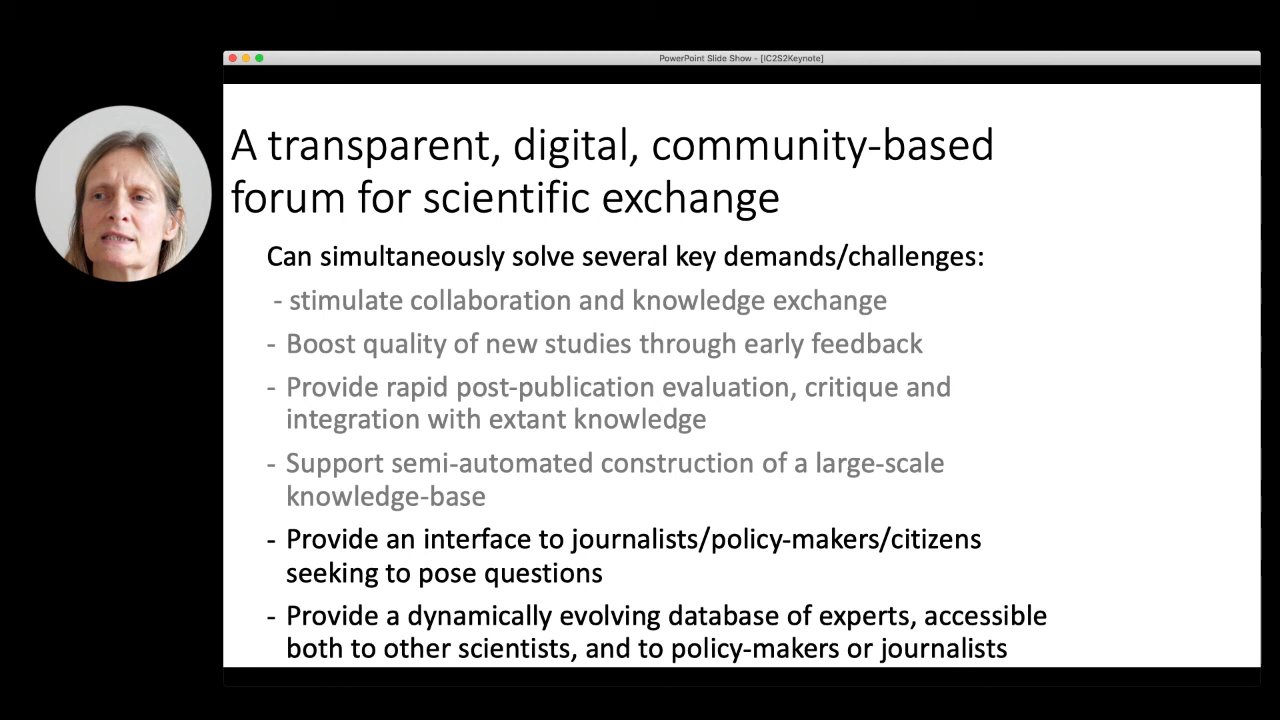 PowerPoint Slide Show - [IC2S2Keynote]
A transparent, digital, community-based
forum for scientific exchange
Can simultaneously solve several key demands/challenges:
- stimulate collaboration and knowledge exchange
- Boost quality of new studies through early feedback
- Provide rapid post-publication evaluation, critique and
integration with extant knowledge
- Support semi-automated construction of a large-scale
knowledge-base
- Provide an interface to journalists/policy-makers/citizens
seeking to pose questions
- Provide a dynamically evolving database of experts, accessible
both to other scientists, and to policy-makers or journalists